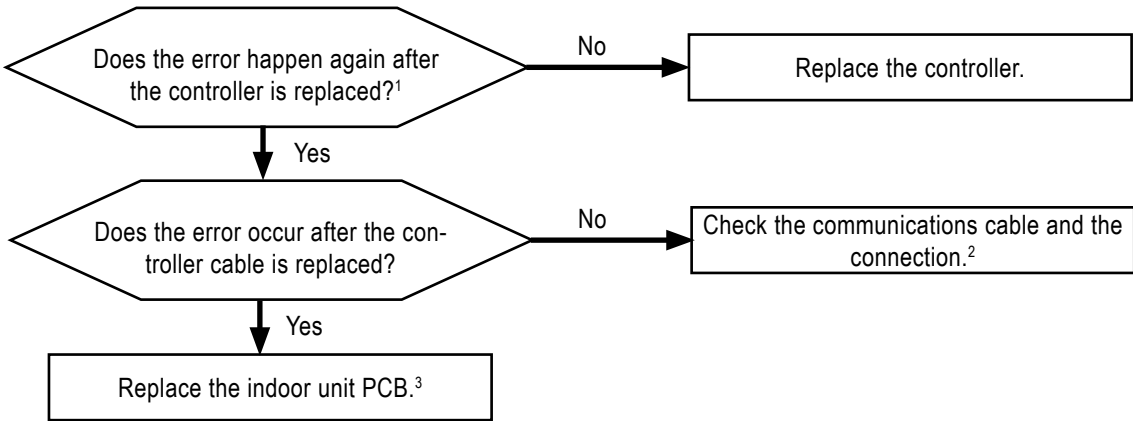 Does the error happen again after
the controller is replaced?¹
No
Replace the controller.
Yes
Does the error occur after the con-
troller cable is replaced?
No
Check the communications cable and the
connection.²
Yes
Replace the indoor unit PCB.³